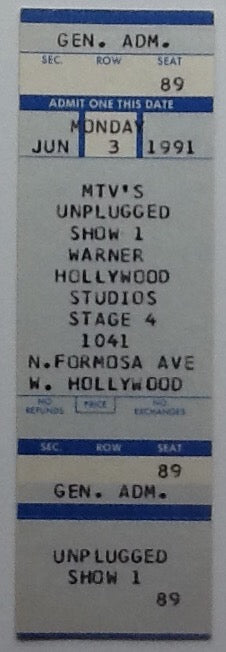 GEN. ADM.
SEC. ROW SEAT
89
ADMIT ONE THIS DATE
MONDAY
JUN 3 1991
MTV'S
UNPLUGGED
SHOW 1
WARNER
HOLLYWOOD
STUDIOS
STAGE 4
1041
N.FORMOSA AVE
W. HOLLYWOOD
NO REFUNDS PRICE NO EXCHANGES
SEC. ROW SEAT
89
GEN. ADM.
UNPLUGGED
SHOW 1
89